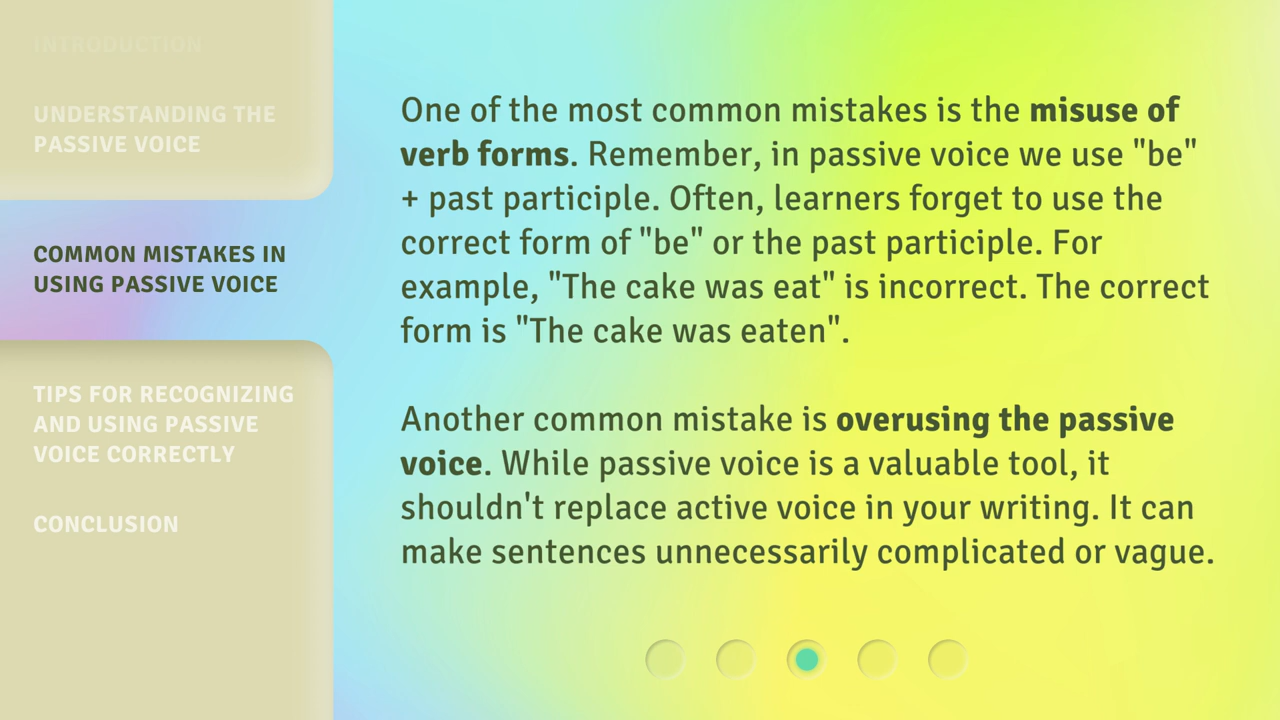 INTRODUCTION
UNDERSTANDING THE
PASSIVE VOICE
COMMON MISTAKES IN
USING PASSIVE VOICE
TIPS FOR RECOGNIZING
AND USING PASSIVE
VOICE CORRECTLY
CONCLUSION
One of the most common mistakes is the misuse of
verb forms. Remember, in passive voice we use "be"
+ past participle. Often, learners forget to use the
correct form of "be" or the past participle. For
example, "The cake was eat" is incorrect. The correct
form is "The cake was eaten".
Another common mistake is overusing the passive
voice. While passive voice is a valuable tool, it
shouldn't replace active voice in your writing. It can
make sentences unnecessarily complicated or vague.